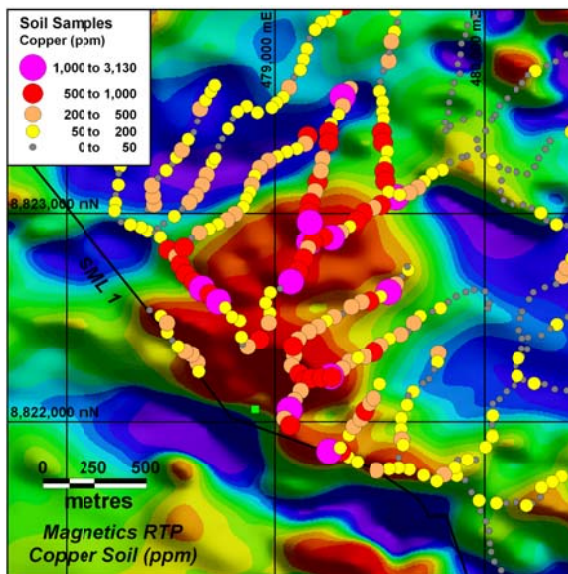 Soil Samples
Copper (ppm)
1,000 to 3,130
500 to 1,000
200 to 500
50 to 200
0 to 50
479,000 mE
8,823,000 nN
SML 1
8,822,000 nN
0 250 500
metres
Magnetics RTP
Copper Soil (ppm)